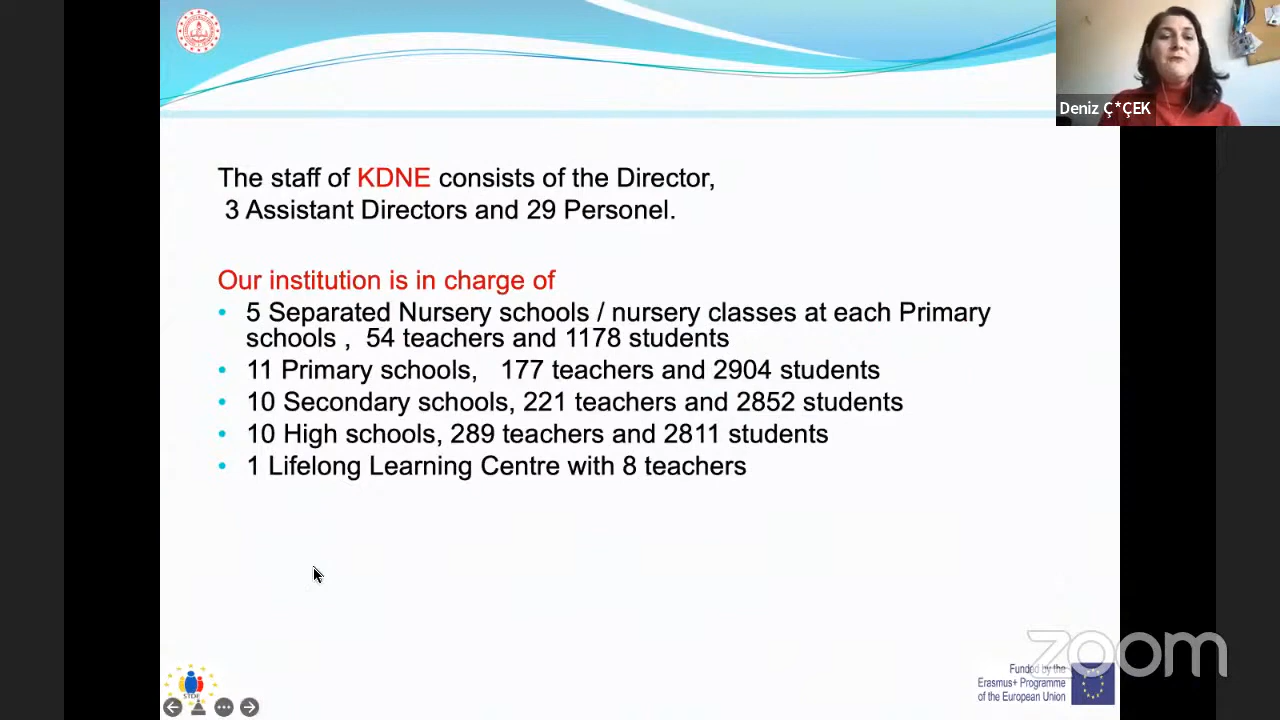 Deniz Ç*ÇEK
The staff of KDNE consists of the Director,
3 Assistant Directors and 29 Personel.
Our institution is in charge of
• 5 Separated Nursery schools / nursery classes at each Primary
schools , 54 teachers and 1178 students
• 11 Primary schools, 177 teachers and 2904 students
• 10 Secondary schools, 221 teachers and 2852 students
• 10 High schools, 289 teachers and 2811 students
• 1 Lifelong Learning Centre with 8 teachers
zoom
Funded by the
Erasmus+ Programme
of the European Union